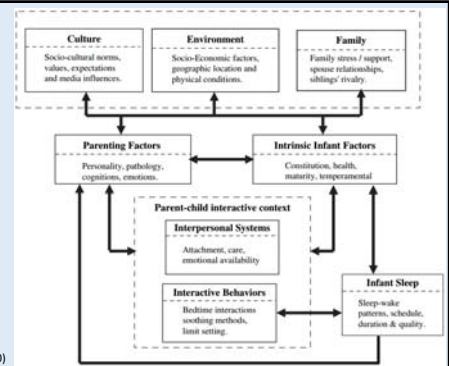 Culture
Socio-cultural norms,
values, expectations
and media influences.
Environment
Socio-Economic factors,
geographic location and
physical conditions.
Family
Family stress / support,
spouse relationships,
siblings' rivalry.
Parenting Factors
Personality, pathology,
cognitions, emotions.
Intrinsic Infant Factors
Constitution, health,
maturity, temperamental
Parent-child interactive context
Interpersonal Systems
Attachment, care,
emotional availability
Interactive Behaviors
Bedtime interactions
soothing methods,
limit setting.
Infant Sleep
Sleep-wake
patterns, schedule,
duration & quality.